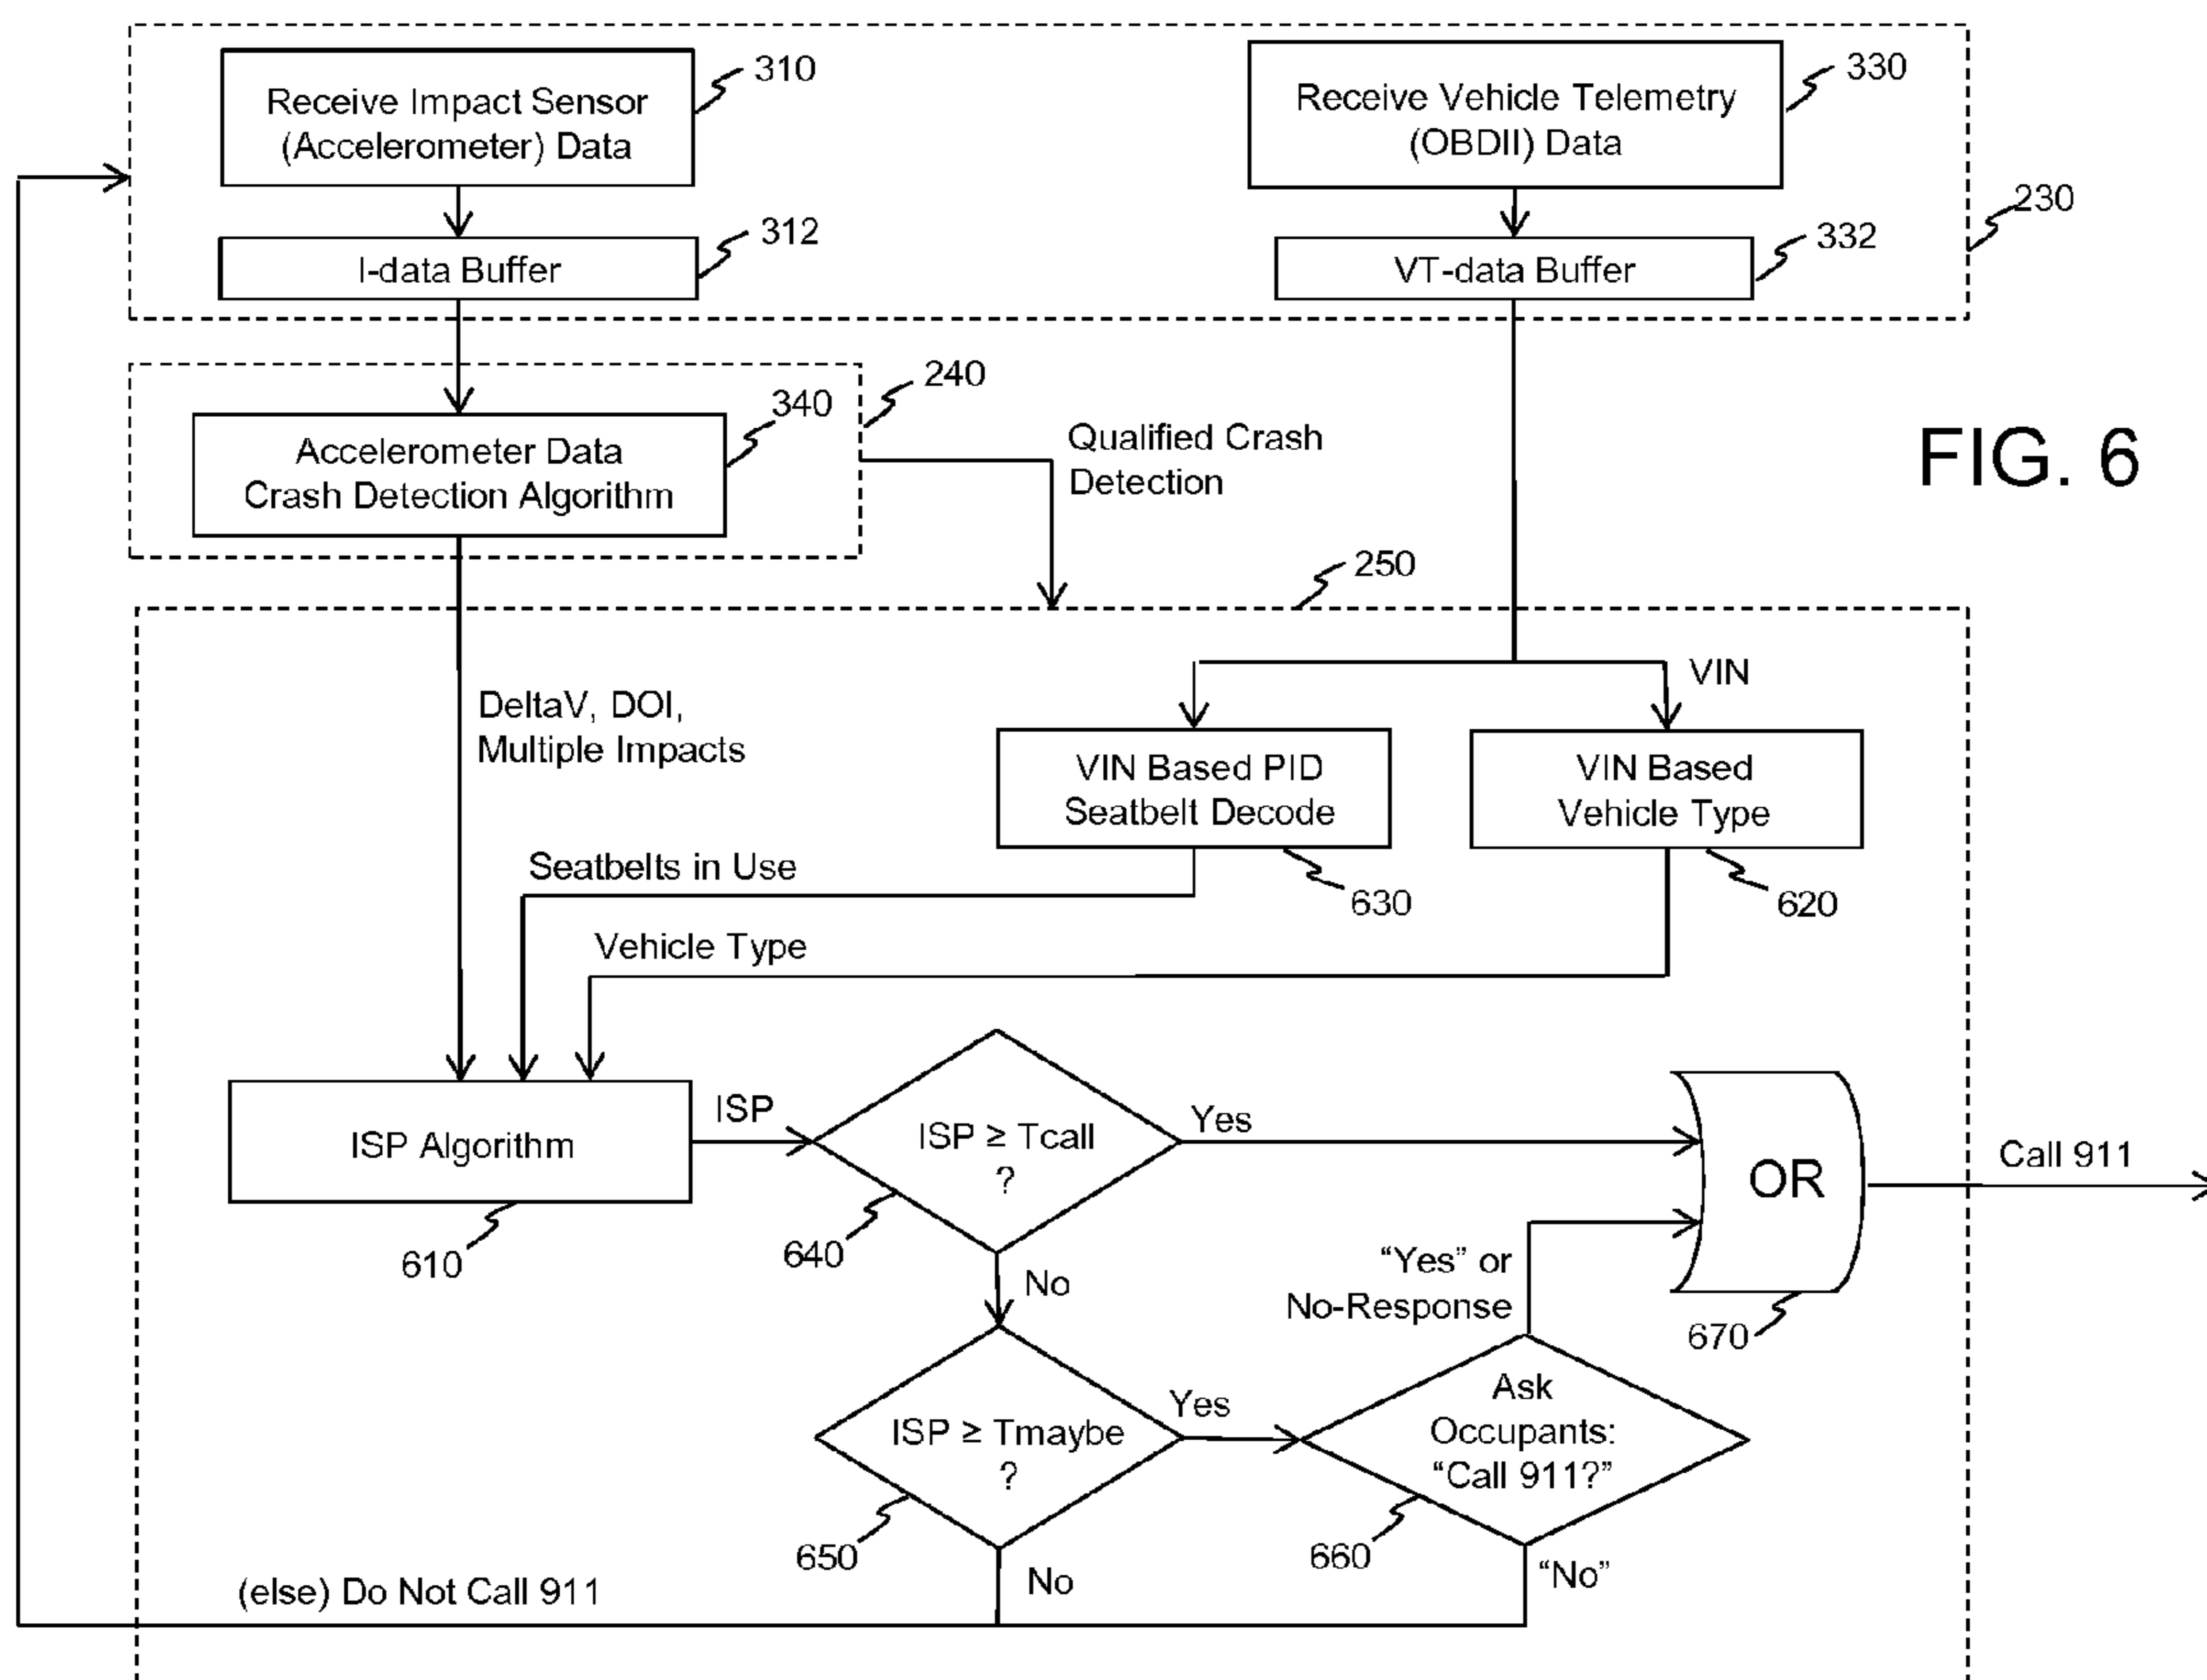 310
Receive Impact Sensor
(Accelerometer) Data
330
Receive Vehicle Telemetry
(OBDII) Data
230
312
I-data Buffer
332
VT-data Buffer
240
340
Accelerometer Data
Crash Detection Algorithm
Qualified Crash
Detection
FIG. 6
250
DeltaV, DOI,
Multiple Impacts
VIN
VIN Based PID
Seatbelt Decode
VIN Based
Vehicle Type
Seatbelts in Use
630
620
Vehicle Type
ISP Algorithm
610
ISP
ISP ≥ Tcall
?
640
Yes
OR
670
Call 911
No
“Yes” or
No-Response
ISP ≥ Tmaybe
?
650
Yes
Ask
Occupants:
“Call 911?”
660
No
“No”
(else) Do Not Call 911